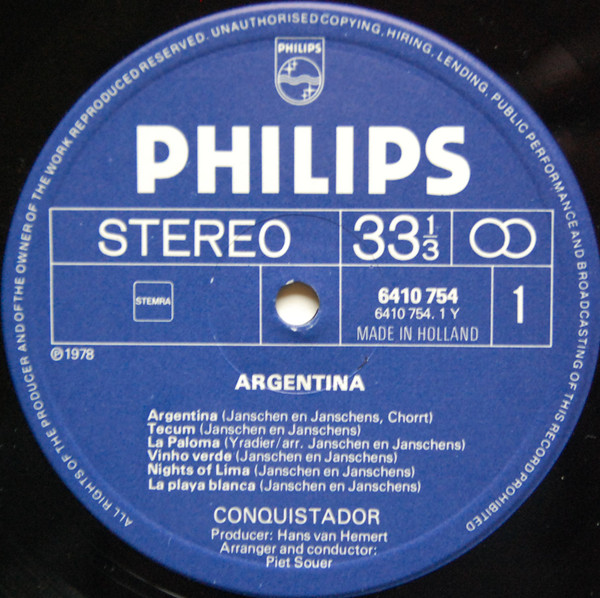 ALL RIGHTS OF THE PRODUCER AND OF THE OWNER OF THE WORK REPRODUCED RESERVED. UNAUTHORISED COPYING, HIRING, LENDING, PUBLIC PERFORMANCE AND BROADCASTING OF THIS RECORD PROHIBITED
PHILIPS
PHILIPS
STEREO 33 1/3
STEMRA
6410 754
6410 754. 1 Y
MADE IN HOLLAND
1
℗ 1978
ARGENTINA
Argentina (Janschen en Janschens, Chorrt)
Tecum (Janschen en Janschens)
La Paloma (Yradier/arr. Janschen en Janschens)
Vinho verde (Janschen en Janschens)
Nights of Lima (Janschen en Janschens)
La playa blanca (Janschen en Janschens)
CONQUISTADOR
Producer: Hans van Hemert
Arranger and conductor:
Piet Souer